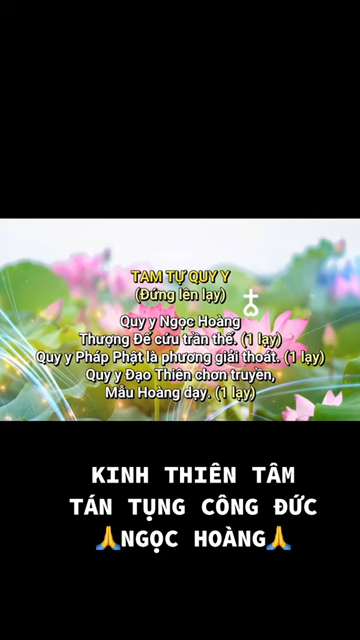 TAM TỰ QUY Y
(Đứng lên lạy)
Quy y Ngọc Hoàng
Thượng Đế cứu trần thế. (1 lạy)
Quy y Pháp Phật là phương giải thoát. (1 lạy)
Quy y Đạo Thiên chơn truyền,
Mẫu Hoàng dạy. (1 lạy)
KINH THIÊN TÂM
TÁN TỤNG CÔNG ĐỨC
🙏NGỌC HOÀNG🙏